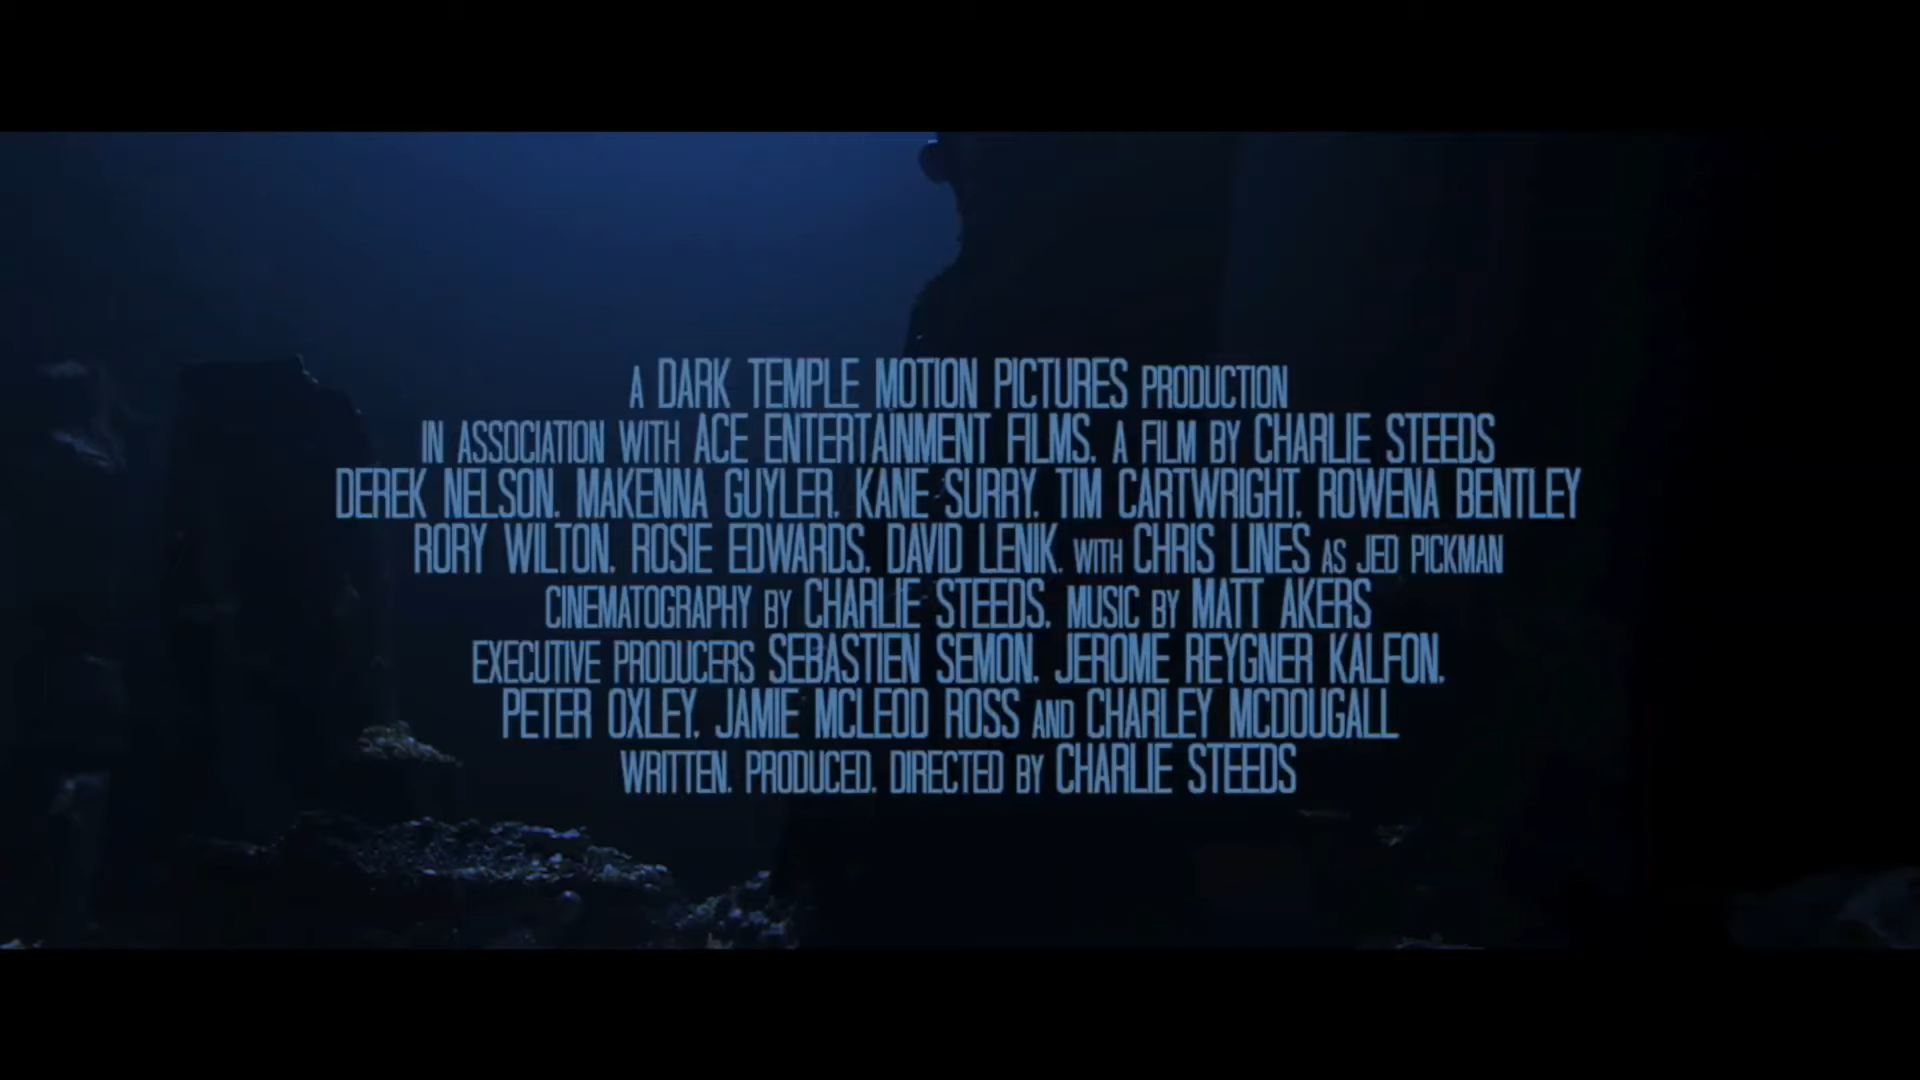 A DARK TEMPLE MOTION PICTURES PRODUCTION
IN ASSOCIATION WITH ACE ENTERTAINMENT FILMS. A FILM BY CHARLIE STEEDS
DEREK NELSON. MAKENNA GUYLER. KANE SURRY. TIM CARTWRIGHT. ROWENA BENTLEY
RORY WILTON. ROSIE EDWARDS. DAVID LENIK. WITH CHRIS LINES AS JED PICKMAN
CINEMATOGRAPHY BY CHARLIE STEEDS. MUSIC BY MATT AKERS
EXECUTIVE PRODUCERS SEBASTIEN SEMON. JEROME REYGNER KALFON.
PETER OXLEY. JAMIE MCLEOD ROSS AND CHARLEY MCDOUGALL
WRITTEN. PRODUCED. DIRECTED BY CHARLIE STEEDS